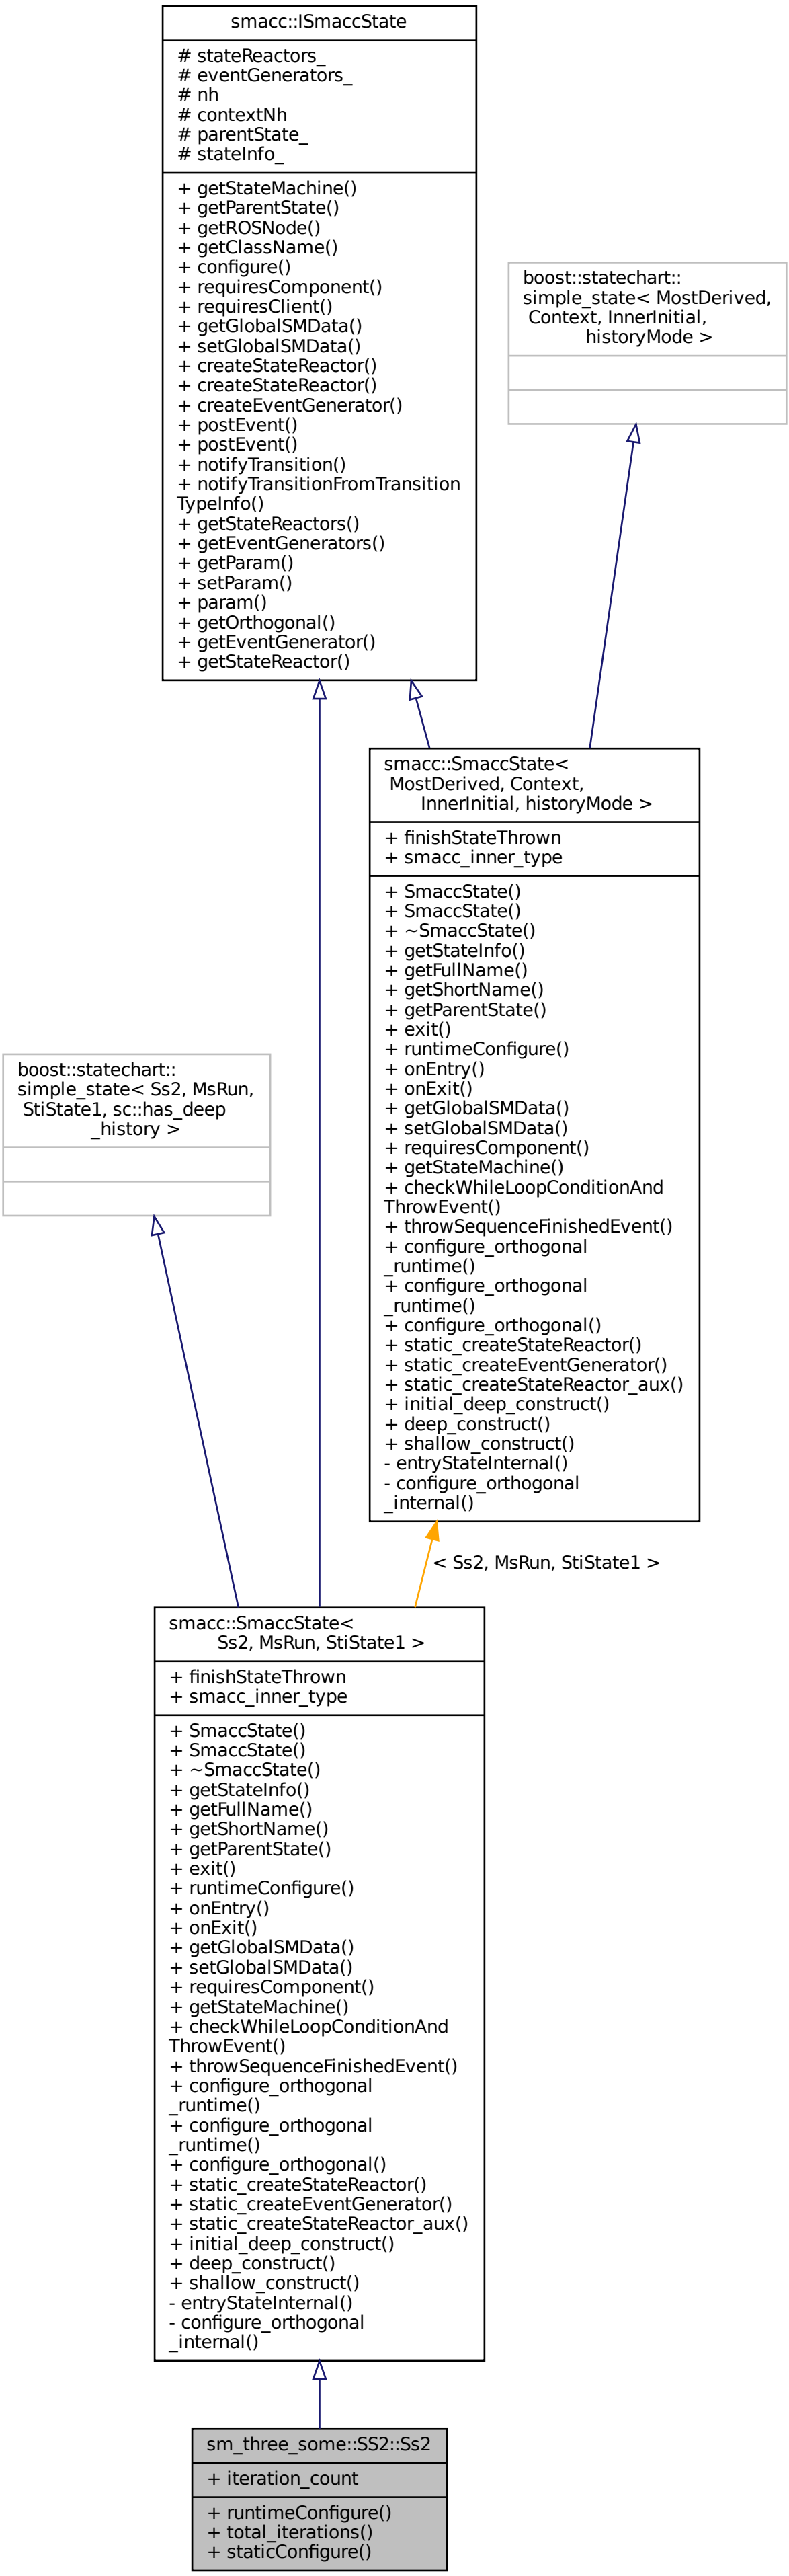 smacc::ISmaccState
# stateReactors_
# eventGenerators_
# nh
# contextNh
# parentState_
# stateInfo_
+ getStateMachine()
+ getParentState()
+ getROSNode()
+ getClassName()
+ configure()
+ requiresComponent()
+ requiresClient()
+ getGlobalSMData()
+ setGlobalSMData()
+ createStateReactor()
+ createStateReactor()
+ createEventGenerator()
+ postEvent()
+ postEvent()
+ notifyTransition()
+ notifyTransitionFromTransition
TypeInfo()
+ getStateReactors()
+ getEventGenerators()
+ getParam()
+ setParam()
+ param()
+ getOrthogonal()
+ getEventGenerator()
+ getStateReactor()
boost::statechart::
simple_state< MostDerived,
Context, InnerInitial,
historyMode >
smacc::SmaccState<
MostDerived, Context,
InnerInitial, historyMode >
+ finishStateThrown
+ smacc_inner_type
+ SmaccState()
+ SmaccState()
+ ~SmaccState()
+ getStateInfo()
+ getFullName()
+ getShortName()
+ getParentState()
+ exit()
+ runtimeConfigure()
+ onEntry()
+ onExit()
+ getGlobalSMData()
+ setGlobalSMData()
+ requiresComponent()
+ getStateMachine()
+ checkWhileLoopConditionAnd
ThrowEvent()
+ throwSequenceFinishedEvent()
+ configure_orthogonal
_runtime()
+ configure_orthogonal
_runtime()
+ configure_orthogonal()
+ static_createStateReactor()
+ static_createEventGenerator()
+ static_createStateReactor_aux()
+ initial_deep_construct()
+ deep_construct()
+ shallow_construct()
- entryStateInternal()
- configure_orthogonal
_internal()
boost::statechart::
simple_state< Ss2, MsRun,
StiState1, sc::has_deep
_history >
< Ss2, MsRun, StiState1 >
smacc::SmaccState<
Ss2, MsRun, StiState1 >
+ finishStateThrown
+ smacc_inner_type
+ SmaccState()
+ SmaccState()
+ ~SmaccState()
+ getStateInfo()
+ getFullName()
+ getShortName()
+ getParentState()
+ exit()
+ runtimeConfigure()
+ onEntry()
+ onExit()
+ getGlobalSMData()
+ setGlobalSMData()
+ requiresComponent()
+ getStateMachine()
+ checkWhileLoopConditionAnd
ThrowEvent()
+ throwSequenceFinishedEvent()
+ configure_orthogonal
_runtime()
+ configure_orthogonal
_runtime()
+ configure_orthogonal()
+ static_createStateReactor()
+ static_createEventGenerator()
+ static_createStateReactor_aux()
+ initial_deep_construct()
+ deep_construct()
+ shallow_construct()
- entryStateInternal()
- configure_orthogonal
_internal()
sm_three_some::SS2::Ss2
+ iteration_count
+ runtimeConfigure()
+ total_iterations()
+ staticConfigure()